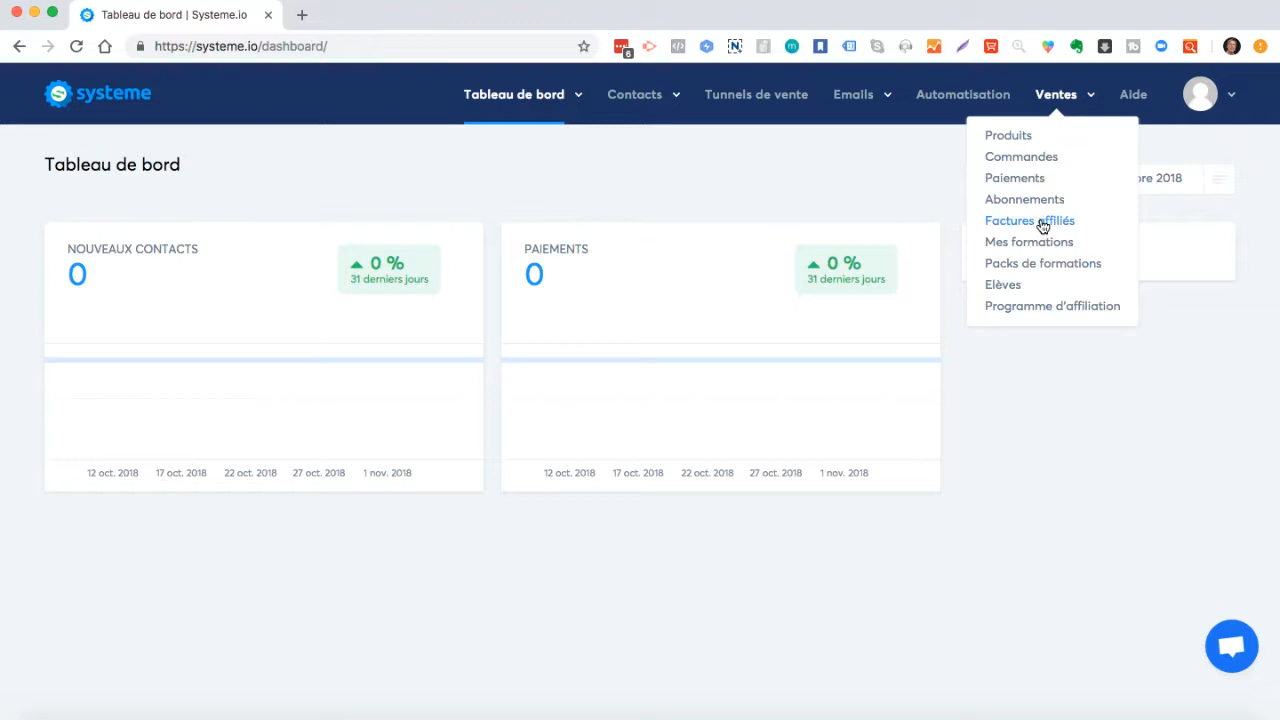 Tableau de bord | Systeme.io
https://systeme.io/dashboard/
6
systeme
Tableau de bord
Contacts
Tunnels de vente
Emails
Automatisation
Ventes
Aide
Produits
Commandes
Paiements
Abonnements
Factures affiliés
Mes formations
Packs de formations
Elèves
Programme d'affiliation
Tableau de bord
bre 2018
NOUVEAUX CONTACTS
0
0 %
31 derniers jours
12 oct. 2018 17 oct. 2018 22 oct. 2018 27 oct. 2018 1 nov. 2018
PAIEMENTS
0
0 %
31 derniers jours
12 oct. 2018 17 oct. 2018 22 oct. 2018 27 oct. 2018 1 nov. 2018